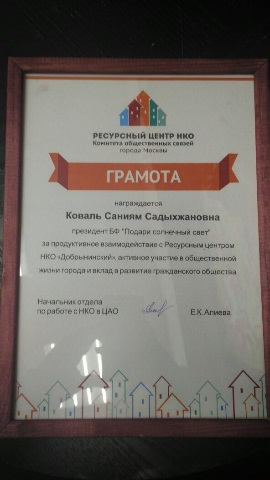 РЕСУРСНЫЙ ЦЕНТР НКО
Комитета общественных связей
города Москвы
ГРАМОТА
награждается
Коваль Саниям Садыхжановна
президент БФ "Подари солнечный свет"
за продуктивное взаимодействие с Ресурсным центром
НКО «Добрынинский», активное участие в общественной
жизни города и вклад в развитие гражданского общества
Начальник отдела
по работе с НКО в ЦАО
Е.К.Алиева